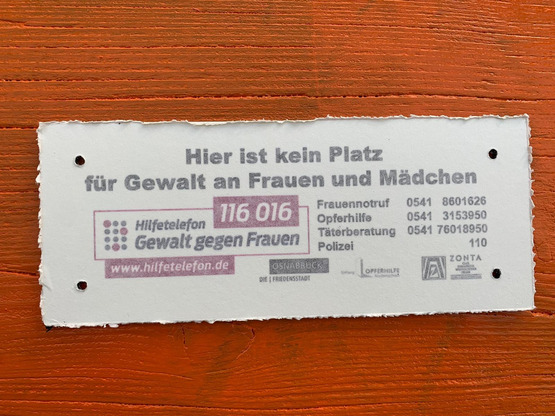 Hier ist kein Platz
für Gewalt an Frauen und Mädchen
116 016
Hilfetelefon
Gewalt gegen Frauen
www.hilfetelefon.de
Frauennotruf 0541 8601626
Opferhilfe 0541 3153950
Täterberatung 0541 76018950
Polizei 110
OSNABRÜCK
DIE | FRIEDENSSTADT
OPFERHILFE
ZONTA